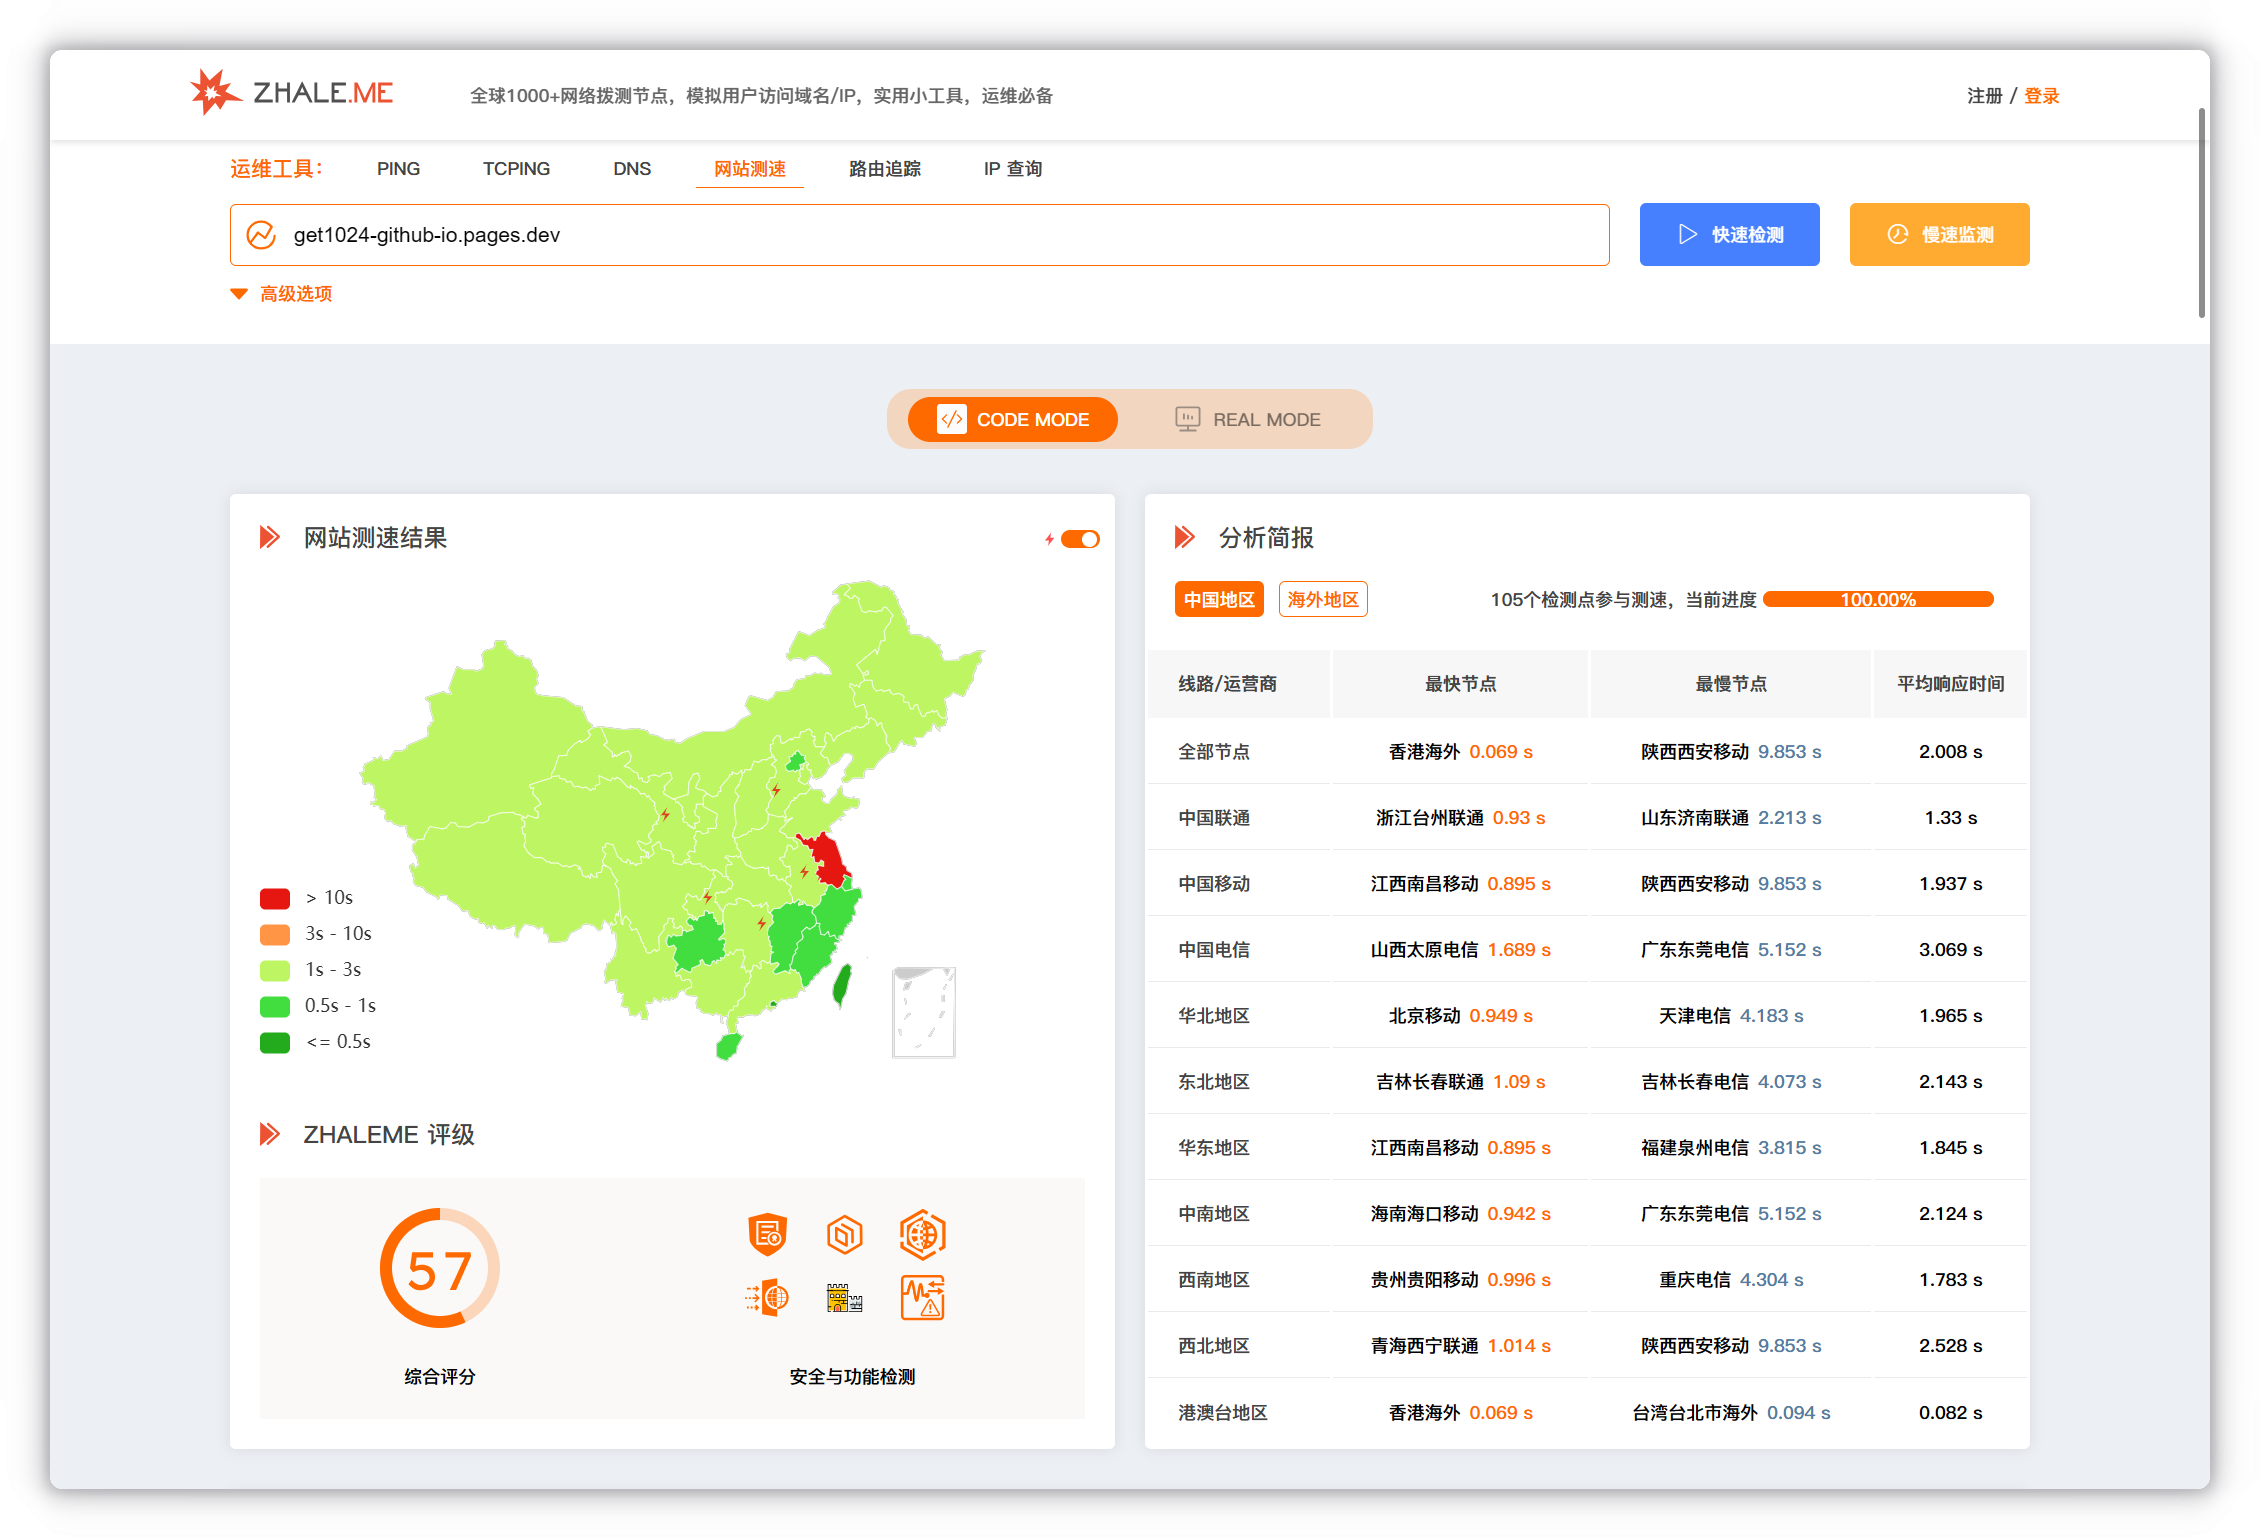 ZHALE.ME
全球1000+网络拨测节点，模拟用户访问域名/IP，实用小工具，运维必备
注册 / 登录
运维工具： PING TCPING DNS 网站测速 路由追踪 IP 查询
get1024-github-io.pages.dev
快速检测
慢速监测
高级选项
CODE MODE
REAL MODE
网站测速结果
> 10s
3s - 10s
1s - 3s
0.5s - 1s
<= 0.5s
ZHALEME 评级
57
综合评分
安全与功能检测
分析简报
中国地区 海外地区 105个检测点参与测速，当前进度 100.00%
线路/运营商 最快节点 最慢节点 平均响应时间
全部节点 香港海外 0.069 s 陕西西安移动 9.853 s 2.008 s
中国联通 浙江台州联通 0.93 s 山东济南联通 2.213 s 1.33 s
中国移动 江西南昌移动 0.895 s 陕西西安移动 9.853 s 1.937 s
中国电信 山西太原电信 1.689 s 广东东莞电信 5.152 s 3.069 s
华北地区 北京移动 0.949 s 天津电信 4.183 s 1.965 s
东北地区 吉林长春联通 1.09 s 吉林长春电信 4.073 s 2.143 s
华东地区 江西南昌移动 0.895 s 福建泉州电信 3.815 s 1.845 s
中南地区 海南海口移动 0.942 s 广东东莞电信 5.152 s 2.124 s
西南地区 贵州贵阳移动 0.996 s 重庆电信 4.304 s 1.783 s
西北地区 青海西宁联通 1.014 s 陕西西安移动 9.853 s 2.528 s
港澳台地区 香港海外 0.069 s 台湾台北市海外 0.094 s 0.082 s